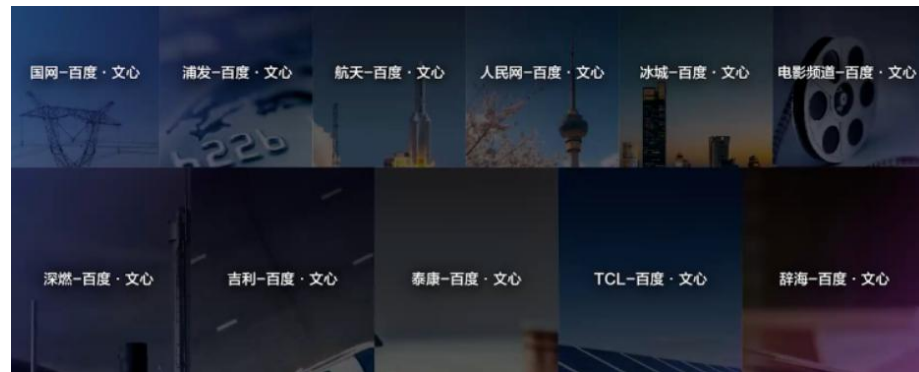 国网-百度·文心
浦发-百度·文心
航天-百度·文心
人民网-百度·文心
冰城-百度·文心
电影频道-百度·文心
6226
深燃-百度·文心
吉利-百度·文心
泰康-百度·文心
TCL-百度·文心
辞海-百度·文心